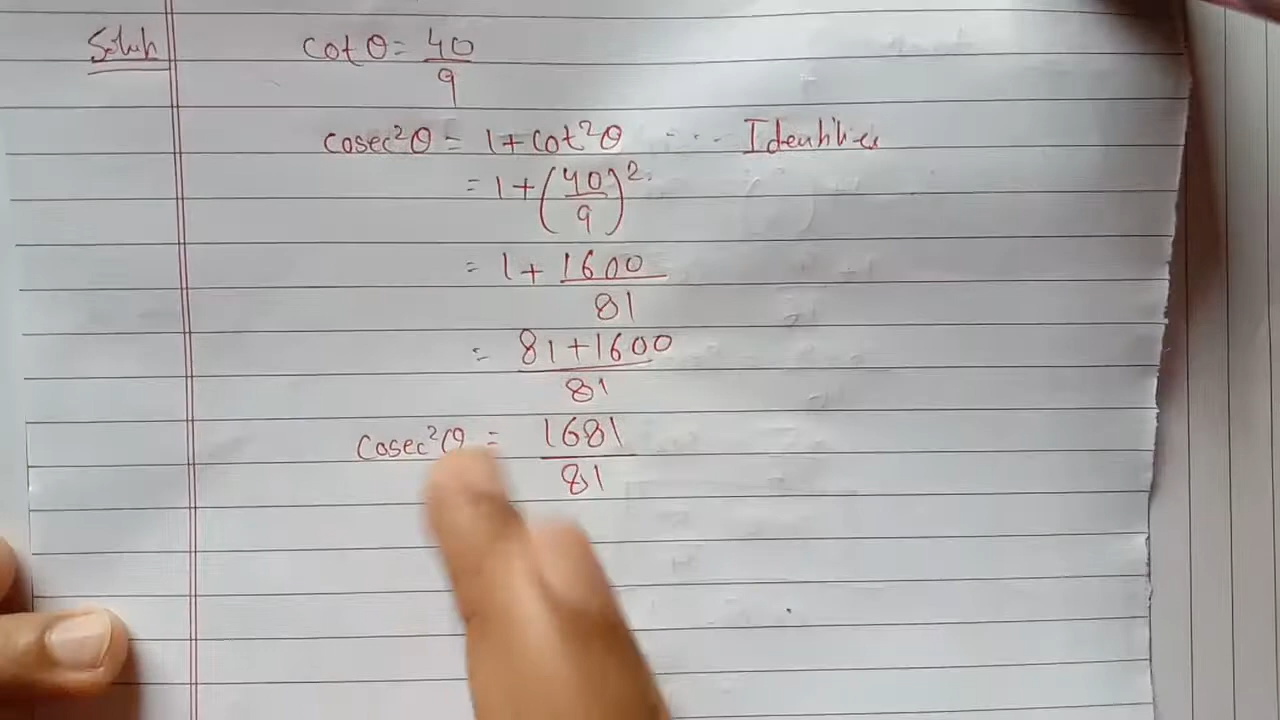 Soluh
cot θ = 40/9
cosec²θ = 1 + cot²θ ... Identities
= 1 + (40/9)²
= 1 + 1600/81
= 81 + 1600/81
Cosec²θ = 1681/81